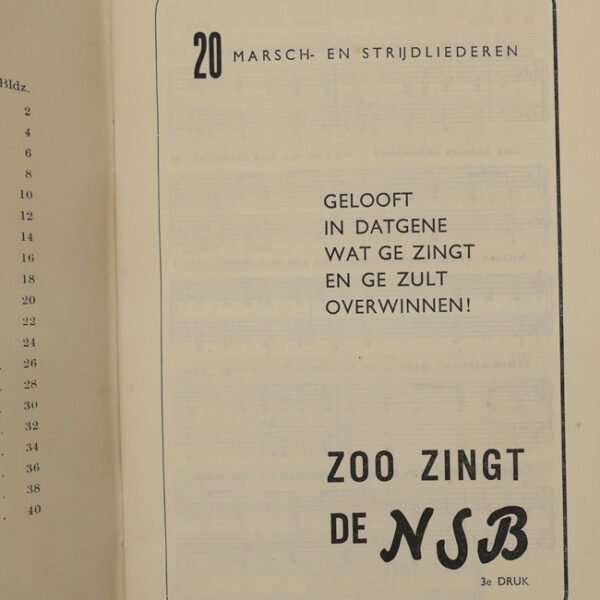 Bldz.
2
4
6
8
10
12
14
16
18
20
22
24
26
28
30
32
34
36
38
40
20 MARSCH- EN STRIJDLIEDEREN
GELOOFT
IN DATGENE
WAT GE ZINGT
EN GE ZULT
OVERWINNEN!
ZOO ZINGT
DE NSB
3e DRUK